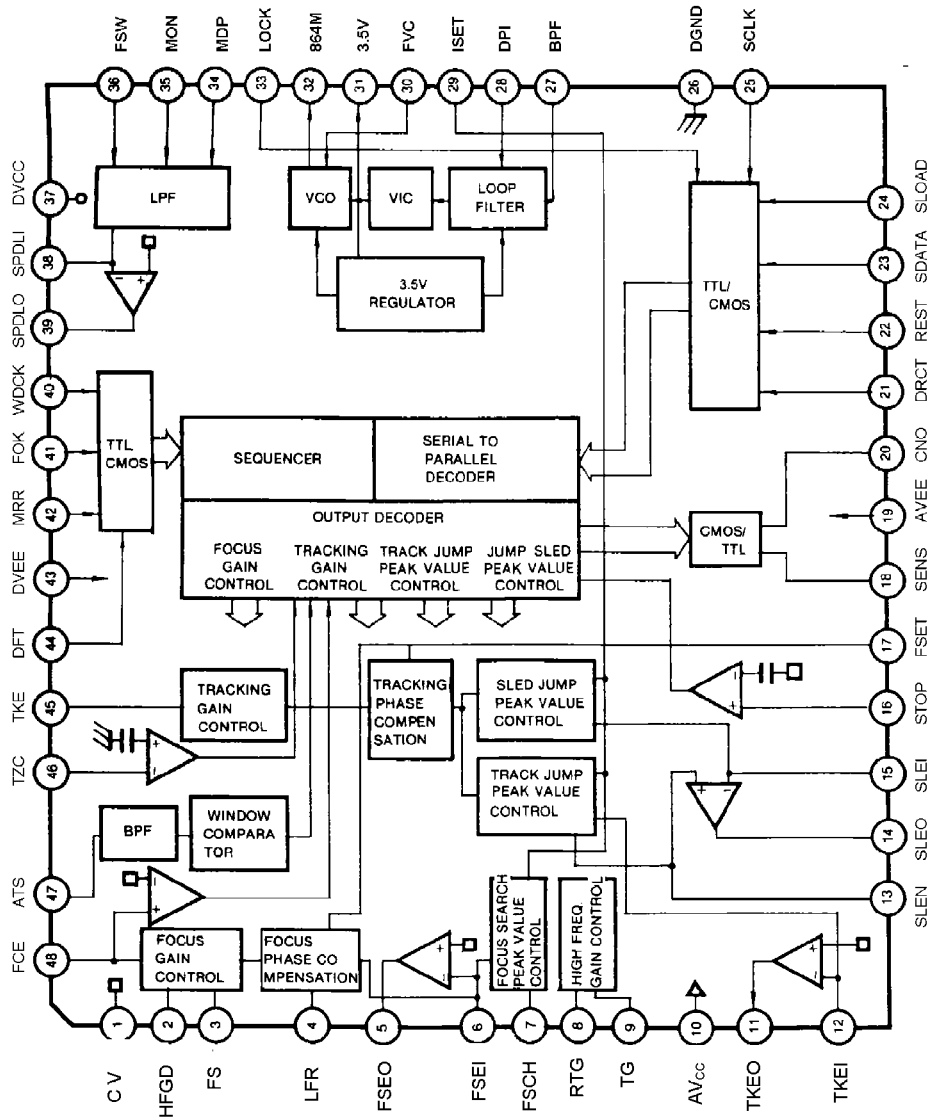 FSW
MON
MDP
LOCK
864M
3.5V
FVC
ISET
DPI
BPF
DGND
SCLK
36
35
34
33
32
31
30
29
28
27
26
25
DVCC
37
SPDLI
38
SPDLO
39
WDCK
40
FOK
41
MRR
42
DVEE
43
DFT
44
TKE
45
TZC
46
ATS
47
FCE
48
LPF
VCO
VIC
LOOP
FILTER
3.5V
REGULATOR
TTL/
CMOS
TTL
CMOS
SEQUENCER
SERIAL TO
PARALLEL
DECODER
OUTPUT DECODER
FOCUS
GAIN
CONTROL
TRACKING
GAIN
CONTROL
TRACK JUMP
PEAK VALUE
CONTROL
JUMP SLED
PEAK VALUE
CONTROL
CMOS/
TTL
TRACKING
GAIN
CONTROL
TRACKING
PHASE
COMPEN
SATION
SLED JUMP
PEAK VALUE
CONTROL
TRACK JUMP
PEAK VALUE
CONTROL
BPF
WINDOW
COMPARA
TOR
FOCUS
GAIN
CONTROL
FOCUS
PHASE CO
MPENSATION
FOCUS SEARCH
PEAK VALUE
CONTROL
HIGH FREQ.
GAIN CONTROL
24
SLOAD
23
SDATA
22
REST
21
DRCT
20
CNO
19
AVEE
18
SENS
17
FSET
16
STOP
15
SLEI
14
SLEO
13
SLEN
1
2
3
4
5
6
7
8
9
10
11
12
CV
HFGD
FS
LFR
FSEO
FSEI
FSCH
RTG
TG
AVcc
TKEO
TKEI